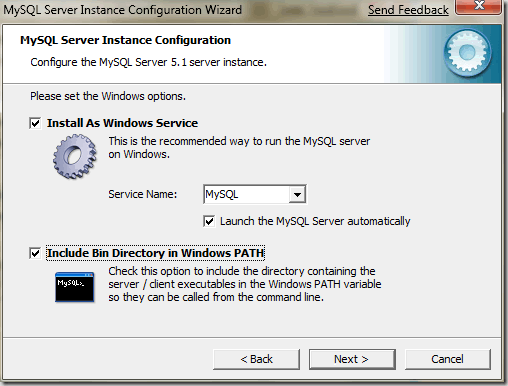 MySQL Server Instance Configuration Wizard
Send Feedback
MySQL Server Instance Configuration
Configure the MySQL Server 5.1 server instance.
Please set the Windows options.
Install As Windows Service
This is the recommended way to run the MySQL server
on Windows.
Service Name:
MySQL
Launch the MySQL Server automatically
Include Bin Directory in Windows PATH
Check this option to include the directory containing the
server / client executables in the Windows PATH variable
so they can be called from the command line.
MySQL>_
< Back
Next >
Cancel